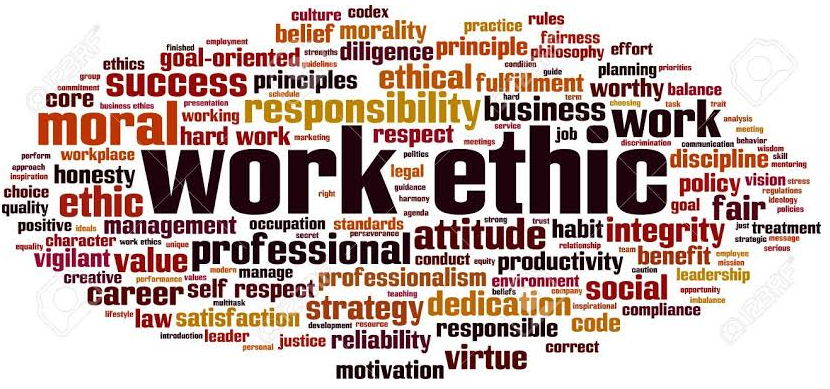 culture codex
practice rules
belief morality
finished employment
strengths
diligence principle fairness
philosophy effort
goal-oriented
guidelines
condition guide
ethics
group
success principles ethical fulfillment planning priorities
commitment
schedule
hard term
worthy balance
core
business ethics presentation
responsibility business
choosing task trait
working
service
work
analysis
moral hard work marketing respect meetings job
meeting
discrimination communication behavior
perform workplace
politics
discipline wisdom
skill
approach
inspiration honesty
work ethic
legal
guidance
mentoring
right
harmony
policy vision stress
regulations
choice
quality ethic
agenda
goal fair ideology
policies
positive ideals management occupation standards strong trust habit integrity just treatment
secret perseverance
attitude
relationship
strategic message
serious
equality character work ethics unique
professional conduct equity productivity team benefit employee
mission
vigilant value modern manage
caution leadership
creative performance values
professionalism environment social
opportunity
imbalance
career self respect teaching
beliefs company
multitask
strategy dedication inspirational compliance
lifestyle law satisfaction
development resource responsible code
introduction leader
personal justice reliability virtue correct
motivation
123RF